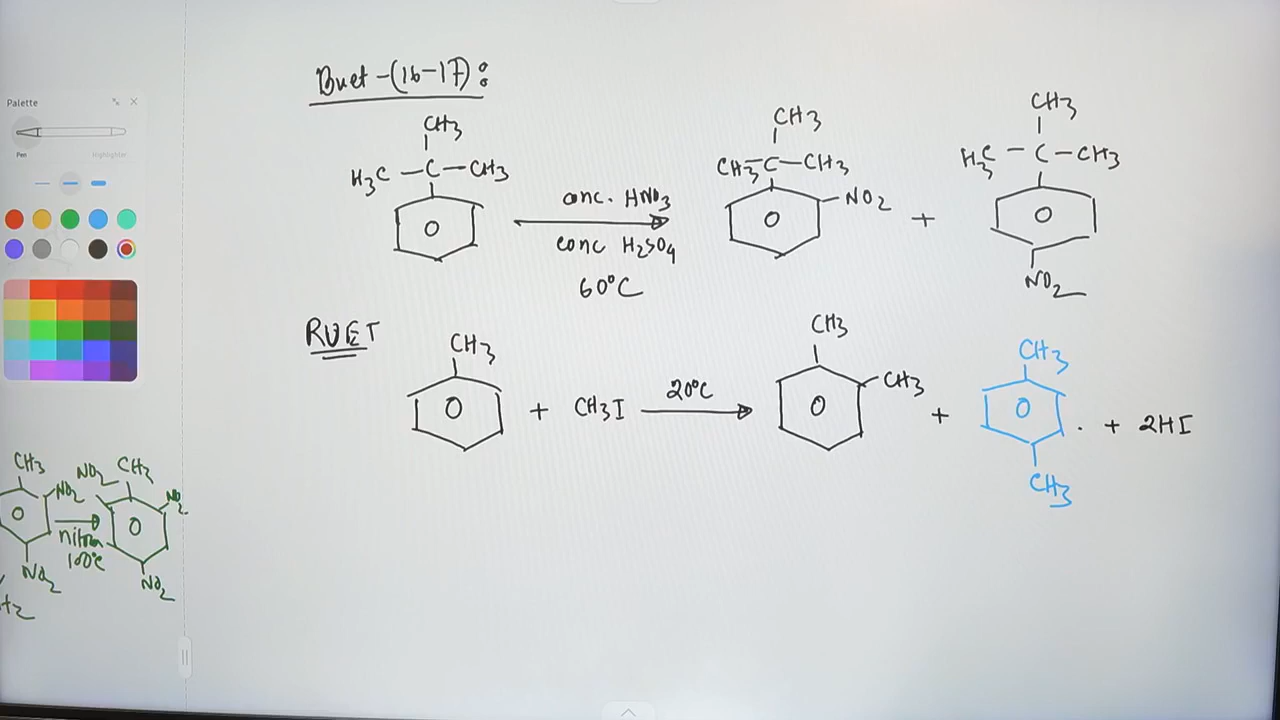 Palette
Pen
Highlighter
Buet -(16-17):
CH3
H3C - C - CH3
conc. HNO3
conc H2SO4
60°C
CH3
CH3 - C - CH3
NO2
+
CH3
H3C - C - CH3
NO2
RUET
CH3
+ CH3I
20°C
CH3
CH3
+
CH3
CH3
+ 2HI
CH3
NO2
NO2
nitra
100°C
NO2
CH3
NO2
NO2